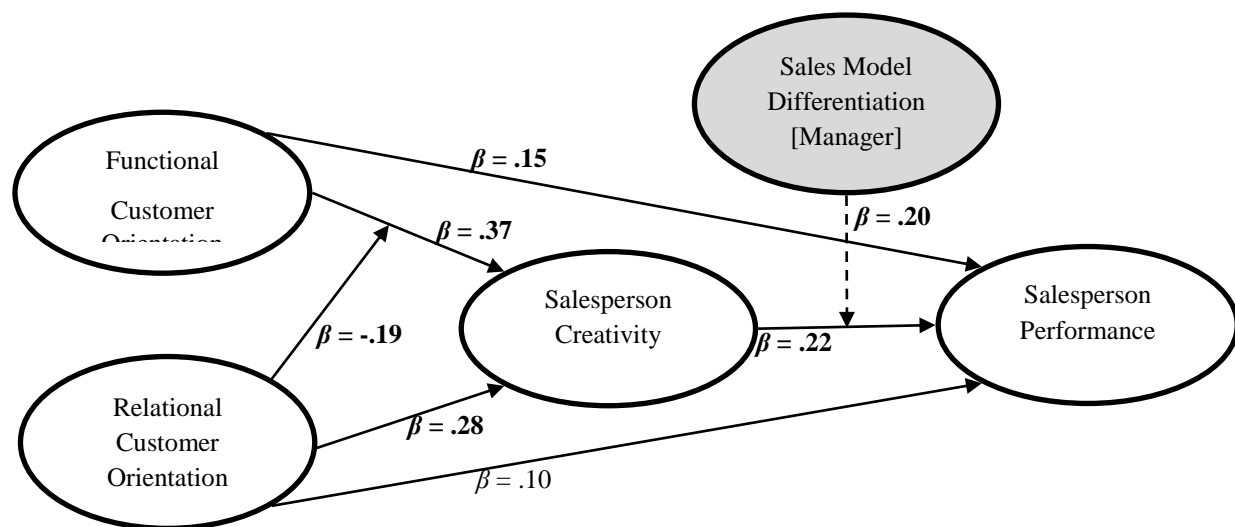 Sales Model
Differentiation
[Manager]
Functional
Customer
Orientation
β = .15
β = .20
β = .37
Salesperson
Creativity
Salesperson
Performance
β = -.19
β = .22
Relational
Customer
Orientation
β = .28
β = .10